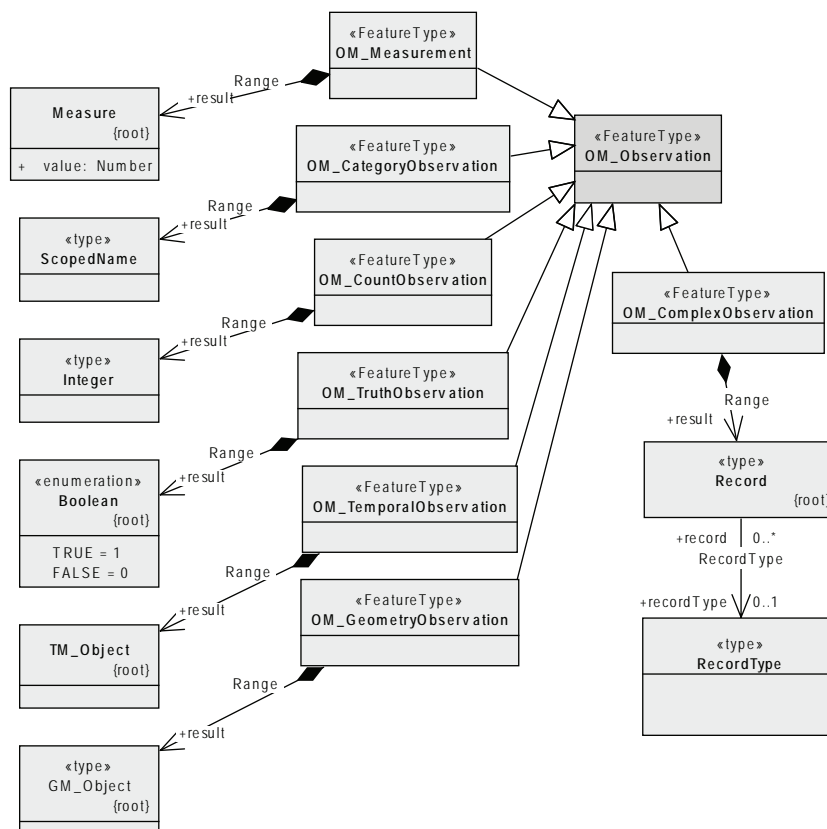 «FeatureType»
OM_Measurement
Range
+result
Measure
{root}
+ value: Number
«FeatureType»
OM_Observation
«FeatureType»
OM_CategoryObservation
Range
+result
«type»
ScopedName
«FeatureType»
OM_CountObservation
Range
+result
«type»
Integer
«FeatureType»
OM_ComplexObservation
Range
+result
«FeatureType»
OM_TruthObservation
Range
+result
«enumeration»
Boolean
{root}
TRUE = 1
FALSE = 0
«type»
Record
{root}
+record 0..*
RecordType
+recordType 0..1
«type»
RecordType
«FeatureType»
OM_TemporalObservation
Range
+result
TM_Object
{root}
«FeatureType»
OM_GeometryObservation
Range
+result
«type»
GM_Object
{root}